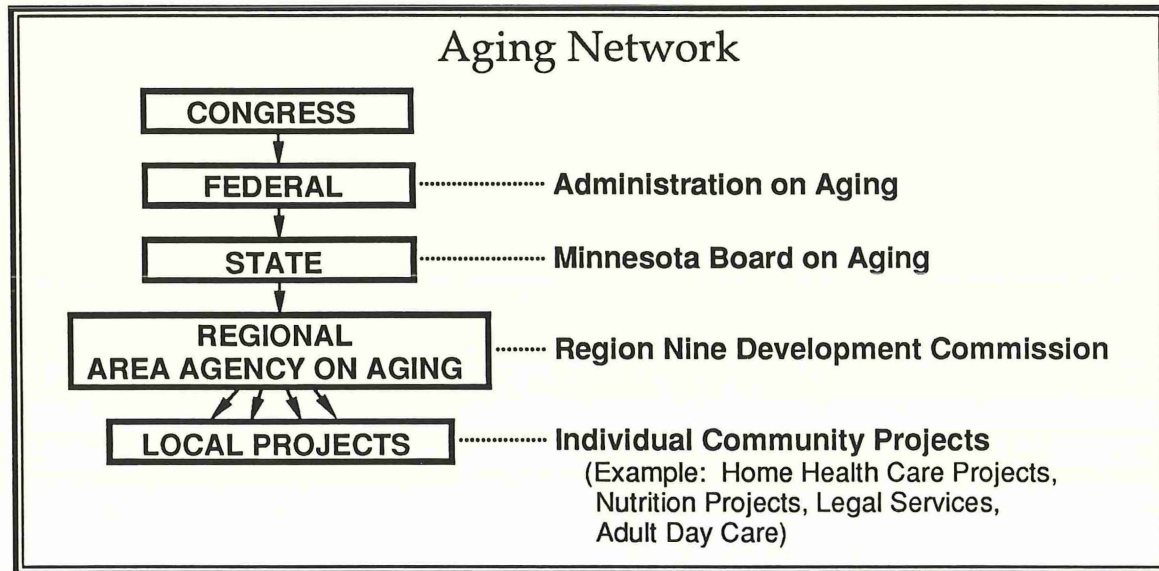 Aging Network
CONGRESS
FEDERAL
Administration on Aging
STATE
Minnesota Board on Aging
REGIONAL
AREA AGENCY ON AGING
Region Nine Development Commission
LOCAL PROJECTS
Individual Community Projects
(Example: Home Health Care Projects,
Nutrition Projects, Legal Services,
Adult Day Care)